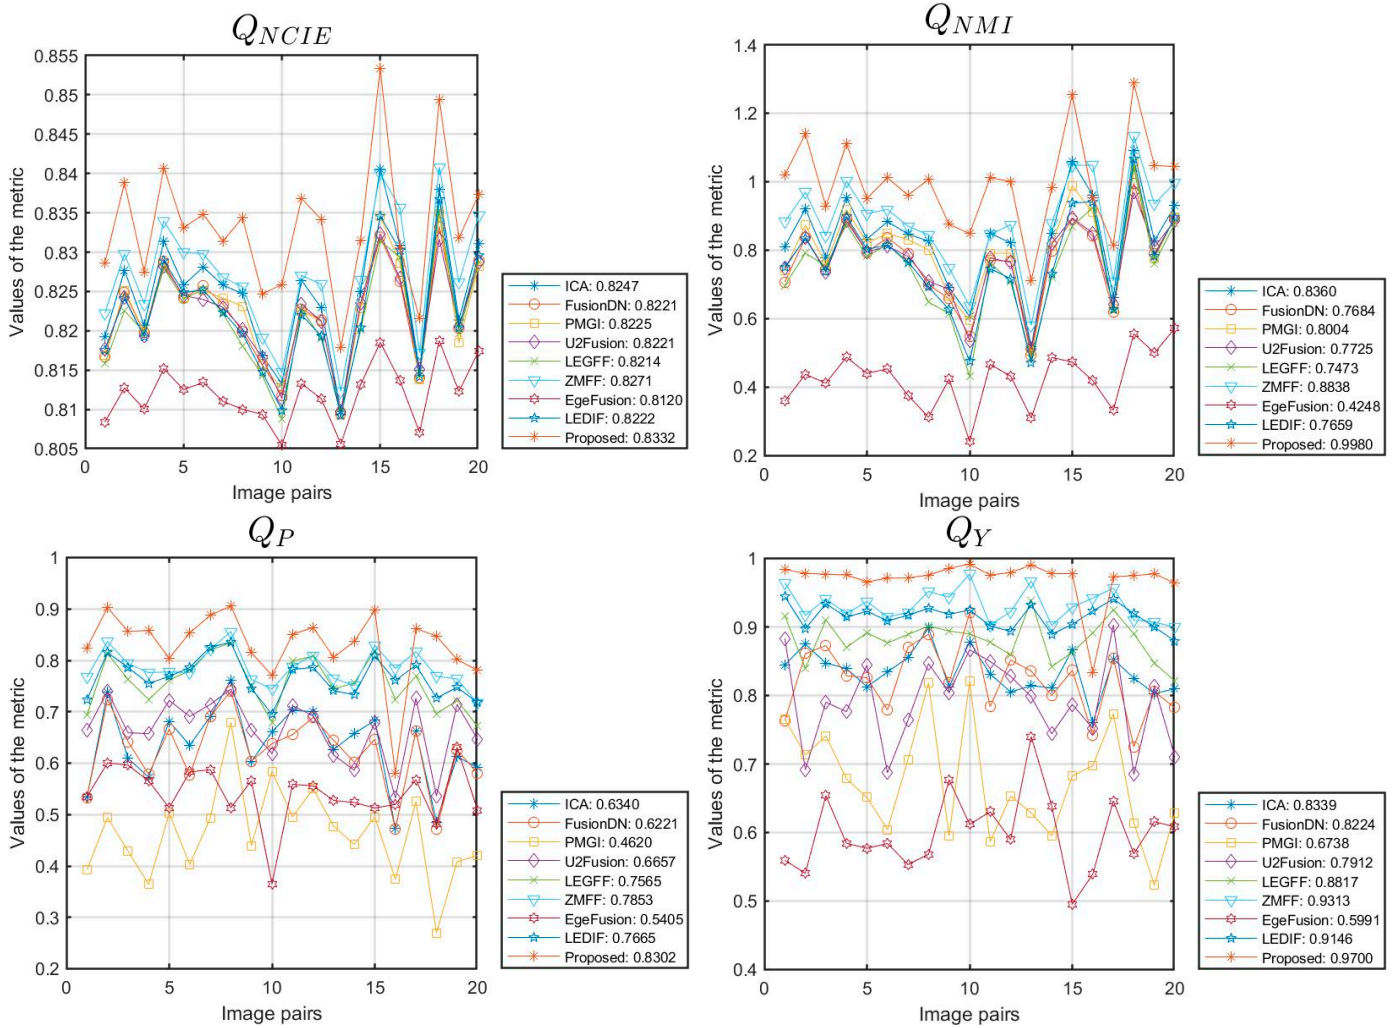 Q_NCIE
Values of the metric
0.855
0.85
0.845
0.84
0.835
0.83
0.825
0.82
0.815
0.81
0.805
0 5 10 15 20
Image pairs
ICA: 0.8247
FusionDN: 0.8221
PMGI: 0.8225
U2Fusion: 0.8221
LEGFF: 0.8214
ZMFF: 0.8271
EgeFusion: 0.8120
LEDIF: 0.8222
Proposed: 0.8332
Q_NMI
Values of the metric
1.4
1.2
1
0.8
0.6
0.4
0.2
0 5 10 15 20
Image pairs
ICA: 0.8360
FusionDN: 0.7684
PMGI: 0.8004
U2Fusion: 0.7725
LEGFF: 0.7473
ZMFF: 0.8838
EgeFusion: 0.4248
LEDIF: 0.7659
Proposed: 0.9980
Q_P
Values of the metric
1
0.9
0.8
0.7
0.6
0.5
0.4
0.3
0.2
0 5 10 15 20
Image pairs
ICA: 0.6340
FusionDN: 0.6221
PMGI: 0.4620
U2Fusion: 0.6657
LEGFF: 0.7565
ZMFF: 0.7853
EgeFusion: 0.5405
LEDIF: 0.7665
Proposed: 0.8302
Q_Y
Values of the metric
1
0.9
0.8
0.7
0.6
0.5
0.4
0 5 10 15 20
Image pairs
ICA: 0.8339
FusionDN: 0.8224
PMGI: 0.6738
U2Fusion: 0.7912
LEGFF: 0.8817
ZMFF: 0.9313
EgeFusion: 0.5991
LEDIF: 0.9146
Proposed: 0.9700